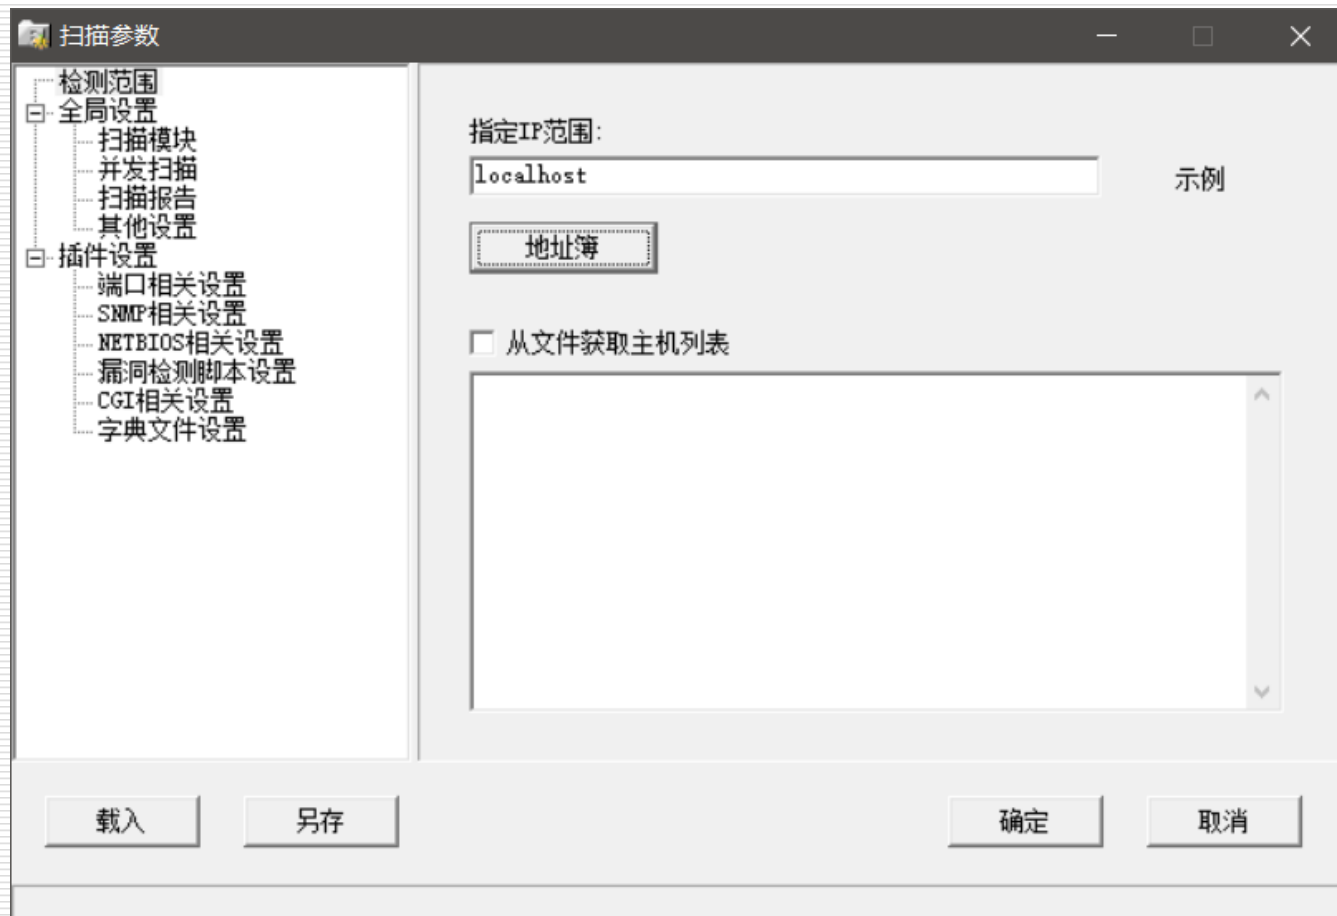 扫描参数
检测范围
全局设置
扫描模块
并发扫描
扫描报告
其他设置
插件设置
端口相关设置
SNMP相关设置
NETBIOS相关设置
漏洞检测脚本设置
CGI相关设置
字典文件设置
指定IP范围:
localhost
示例
地址簿
从文件获取主机列表
载入
另存
确定
取消